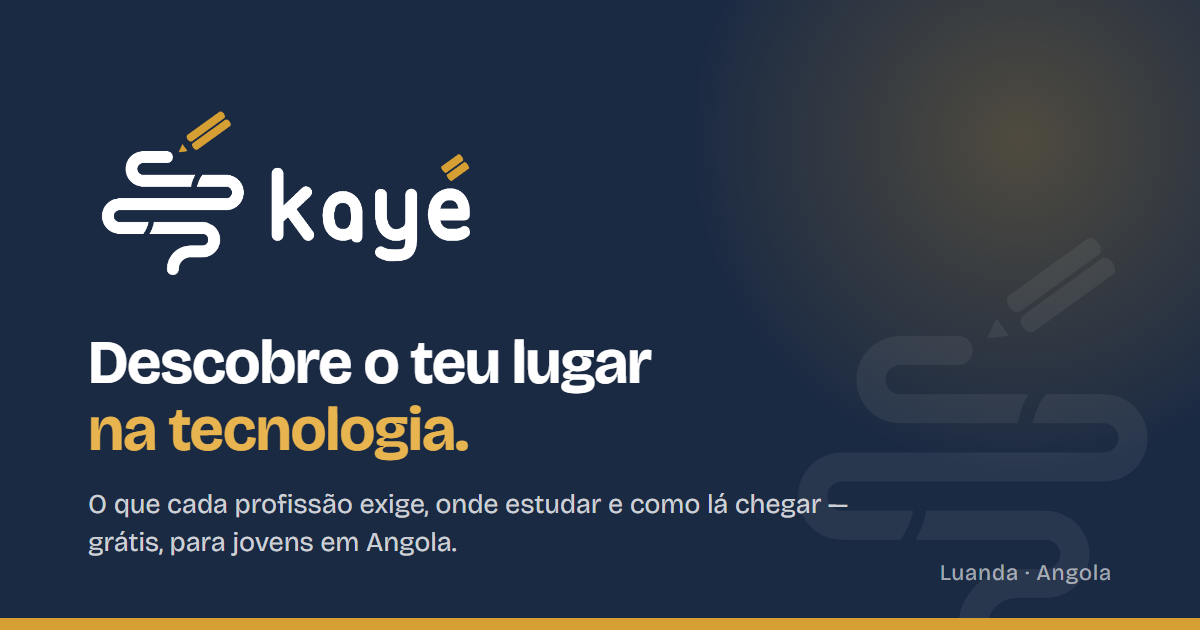 kayé
Descobre o teu lugar
na tecnologia.
O que cada profissão exige, onde estudar e como lá chegar —
grátis, para jovens em Angola.
Luanda · Angola